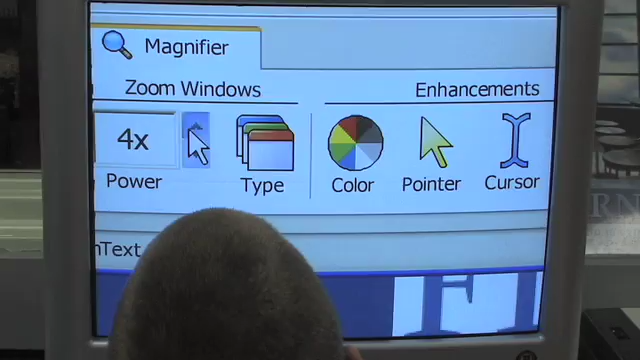 Magnifier
Zoom Windows
Enhancements
4x
Power
Type
Color
Pointer
Cursor
nText